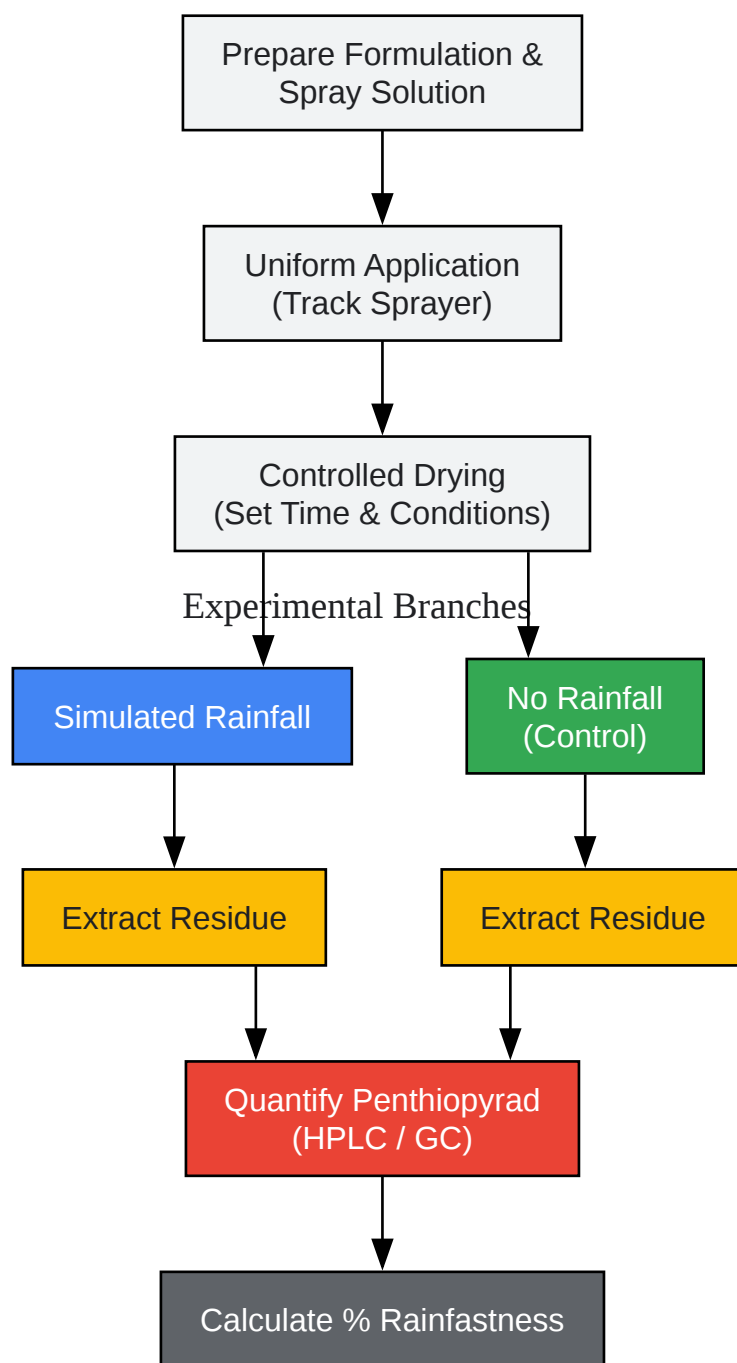 Prepare Formulation &
Spray Solution
Uniform Application
(Track Sprayer)
Controlled Drying
(Set Time & Conditions)
Experimental Branches
Simulated Rainfall
No Rainfall
(Control)
Extract Residue
Extract Residue
Quantify Penthiopyrad
(HPLC / GC)
Calculate % Rainfastness